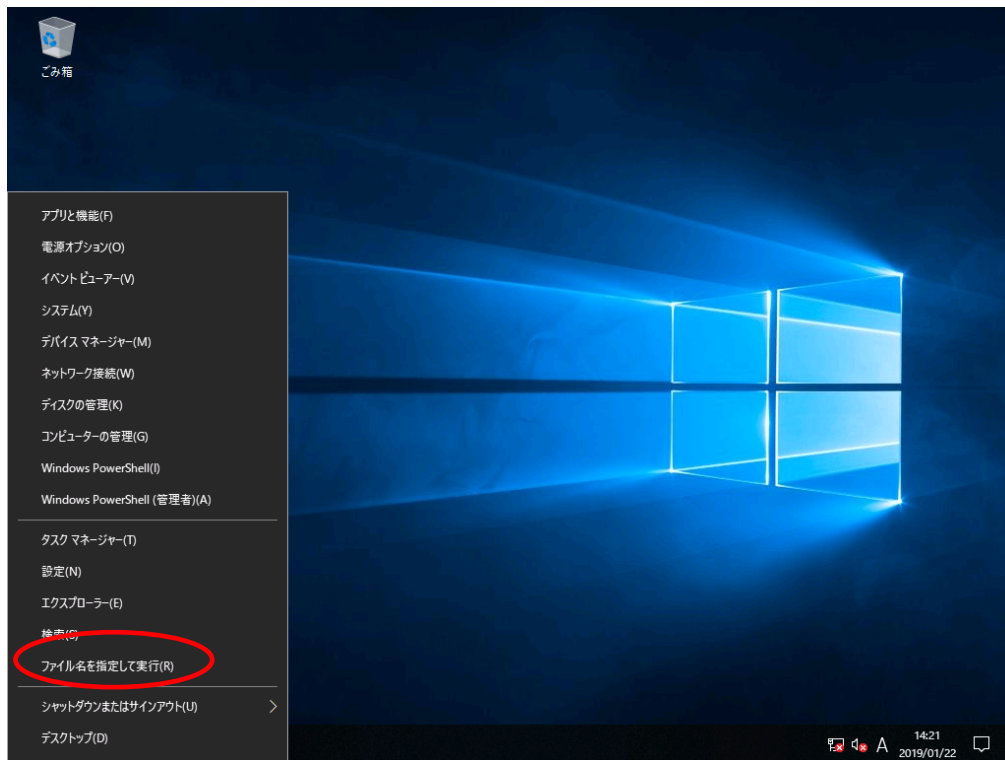 ごみ箱
アプリと機能(F)
電源オプション(O)
イベント ビューアー(V)
システム(Y)
デバイス マネージャー(M)
ネットワーク接続(W)
ディスクの管理(K)
コンピューターの管理(G)
Windows PowerShell(I)
Windows PowerShell (管理者)(A)
タスク マネージャー(T)
設定(N)
エクスプローラー(E)
検索(S)
ファイル名を指定して実行(R)
シャットダウンまたはサインアウト(U)
デスクトップ(D)
A
14:21
2019/01/22